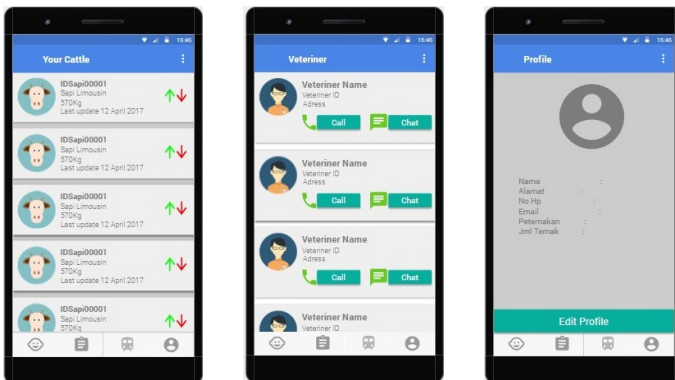 15:45
Your Cattle
IDSapi00001
Sapi Limousin
570Kg
Last update 12 April 2017
IDSapi00001
Sapi Limousin
570Kg
Last update 12 April 2017
IDSapi00001
Sapi Limousin
570Kg
Last update 12 April 2017
IDSapi00001
Sapi Limousin
570Kg
Last update 12 April 2017
IDSapi00001
Sapi Limousin
570Kg
15:45
Veteriner
Veteriner Name
Veteriner ID
Adress
Call Chat
Veteriner Name
Veteriner ID
Adress
Call Chat
Veteriner Name
Veteriner ID
Adress
Call Chat
Veteriner Name
Veteriner ID
15:45
Profile
Nama :
Alamat :
No Hp :
Email :
Peternakan :
Jml Ternak :
Edit Profile